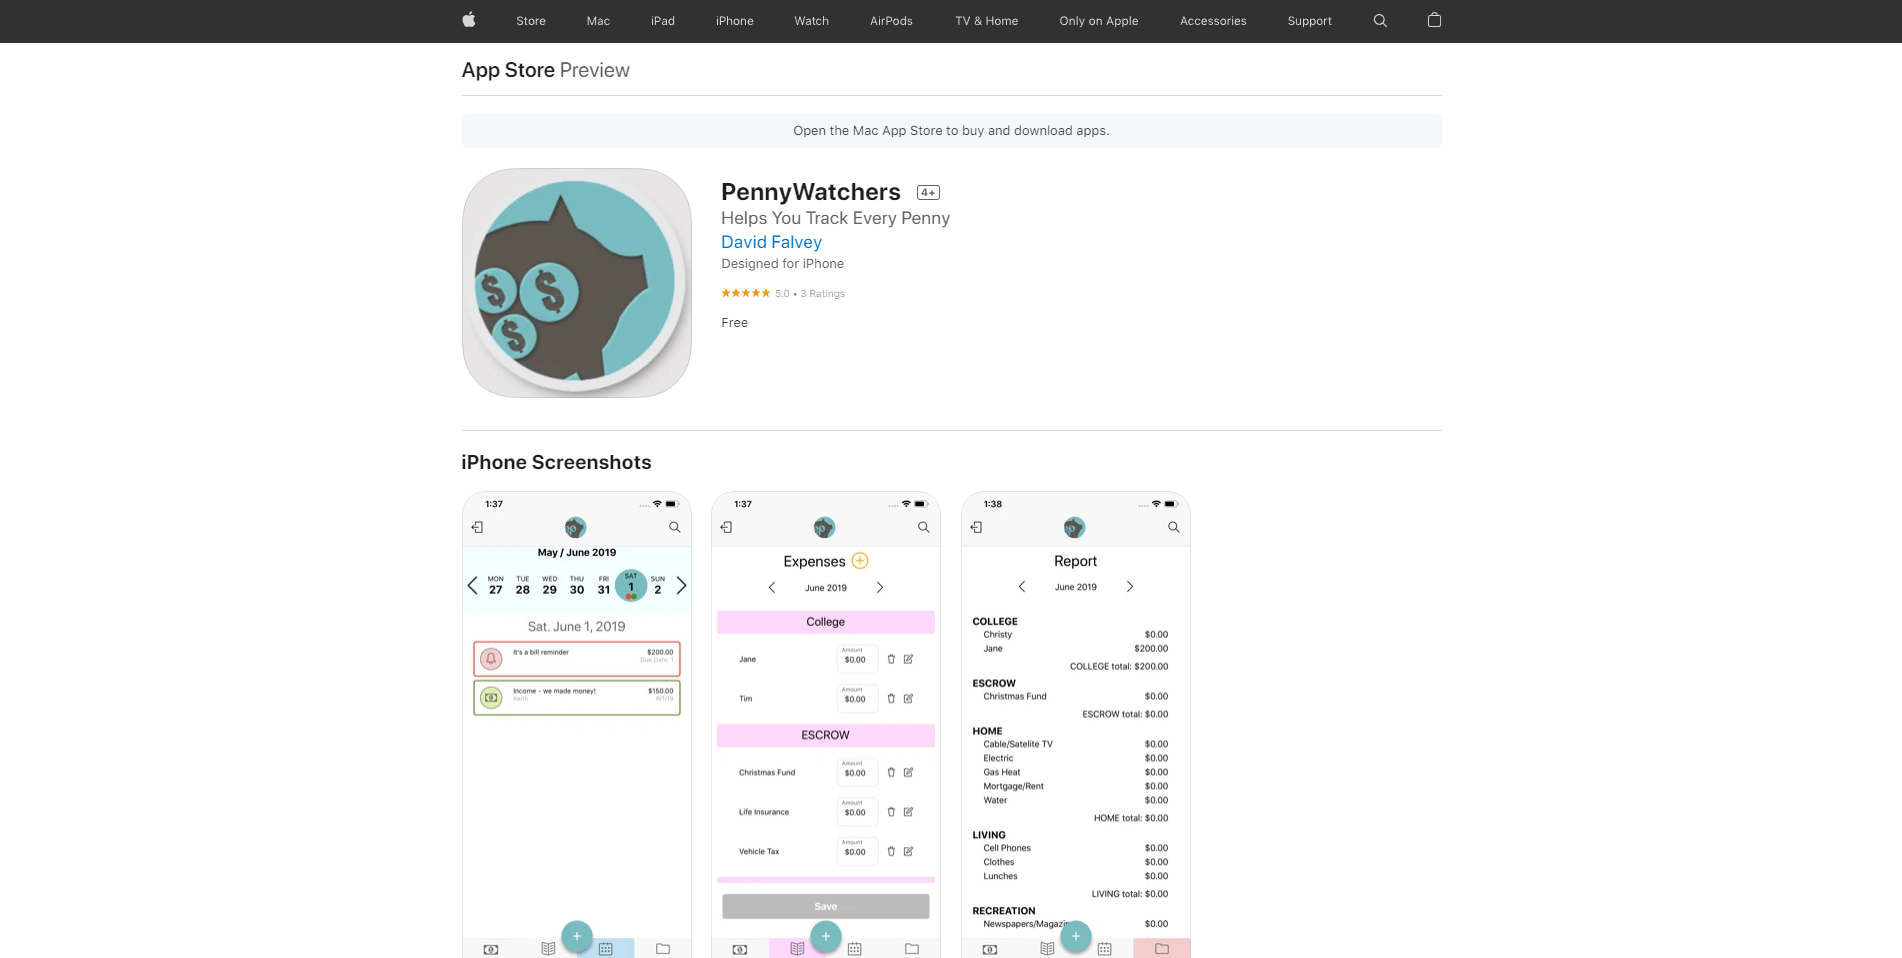 Store Mac iPad iPhone Watch AirPods TV & Home Only on Apple Accessories Support
App Store Preview
Open the Mac App Store to buy and download apps.
PennyWatchers 4+
Helps You Track Every Penny
David Falvey
Designed for iPhone
★★★★★ 5.0 • 3 Ratings
Free
iPhone Screenshots
1:37
May / June 2019
MON TUE WED THU FRI SAT SUN
27 28 29 30 31 1 2
Sat. June 1, 2019
It's a bill reminder $200.00
Due Date: 1
Income - we made money! $150.00
Keith 6/1/19
+
1:37
Expenses
June 2019
College
Amount
Jane $0.00
Amount
Tim $0.00
ESCROW
Amount
Christmas Fund $0.00
Amount
Life Insurance $0.00
Amount
Vehicle Tax $0.00
Save
+
1:38
Report
June 2019
COLLEGE
Christy $0.00
Jane $200.00
COLLEGE total: $200.00
ESCROW
Christmas Fund $0.00
ESCROW total: $0.00
HOME
Cable/Satelite TV $0.00
Electric $0.00
Gas Heat $0.00
Mortgage/Rent $0.00
Water $0.00
HOME total: $0.00
LIVING
Cell Phones $0.00
Clothes $0.00
Lunches $0.00
LIVING total: $0.00
RECREATION
Newspapers/Magazin $0.00
+